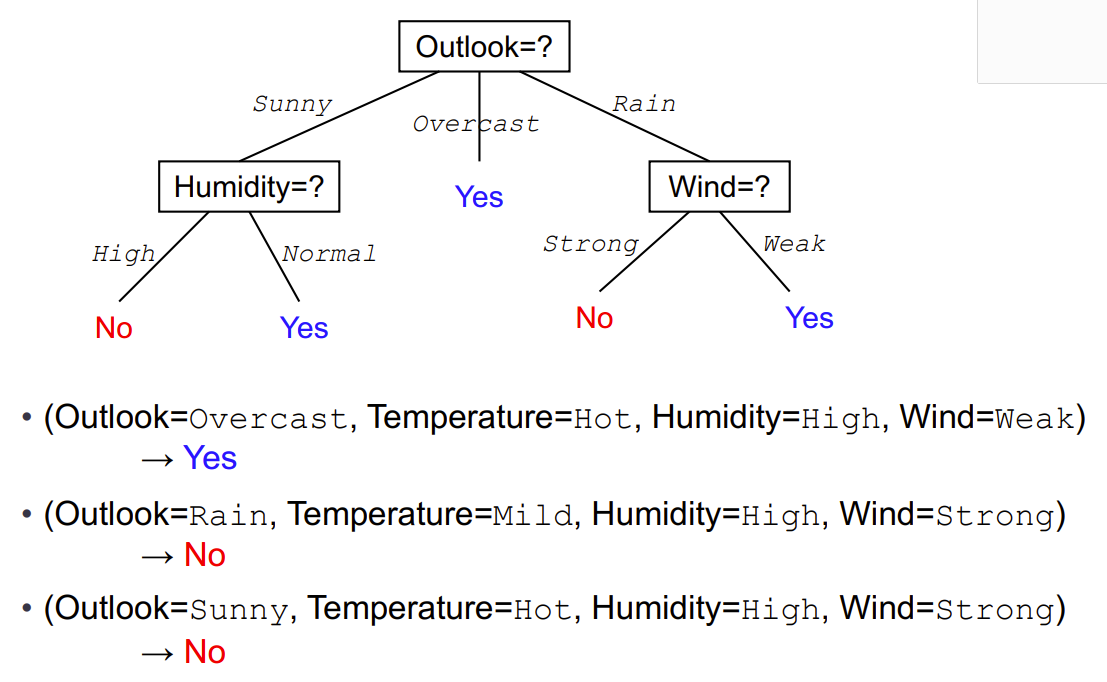 Outlook=?
Sunny
Overcast
Rain
Humidity=?
Yes
Wind=?
High
Normal
Strong
Weak
No
Yes
No
Yes
• (Outlook=Overcast, Temperature=Hot, Humidity=High, Wind=Weak)
→ Yes
• (Outlook=Rain, Temperature=Mild, Humidity=High, Wind=Strong)
→ No
• (Outlook=Sunny, Temperature=Hot, Humidity=High, Wind=Strong)
→ No